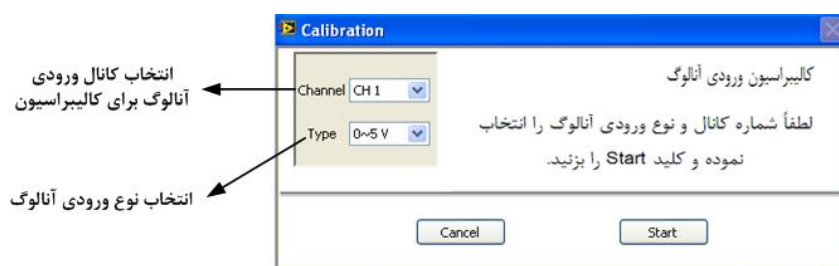 Calibration
انتخاب کانال ورودی
آنالوگ برای کالیبراسیون
Channel CH 1
Type 0~5 V
انتخاب نوع ورودی آنالوگ
کالیبراسیون ورودی آنالوگ
لطفاً شماره کانال و نوع ورودی آنالوگ را انتخاب
نموده و کلید Start را بزنید.
Cancel
Start